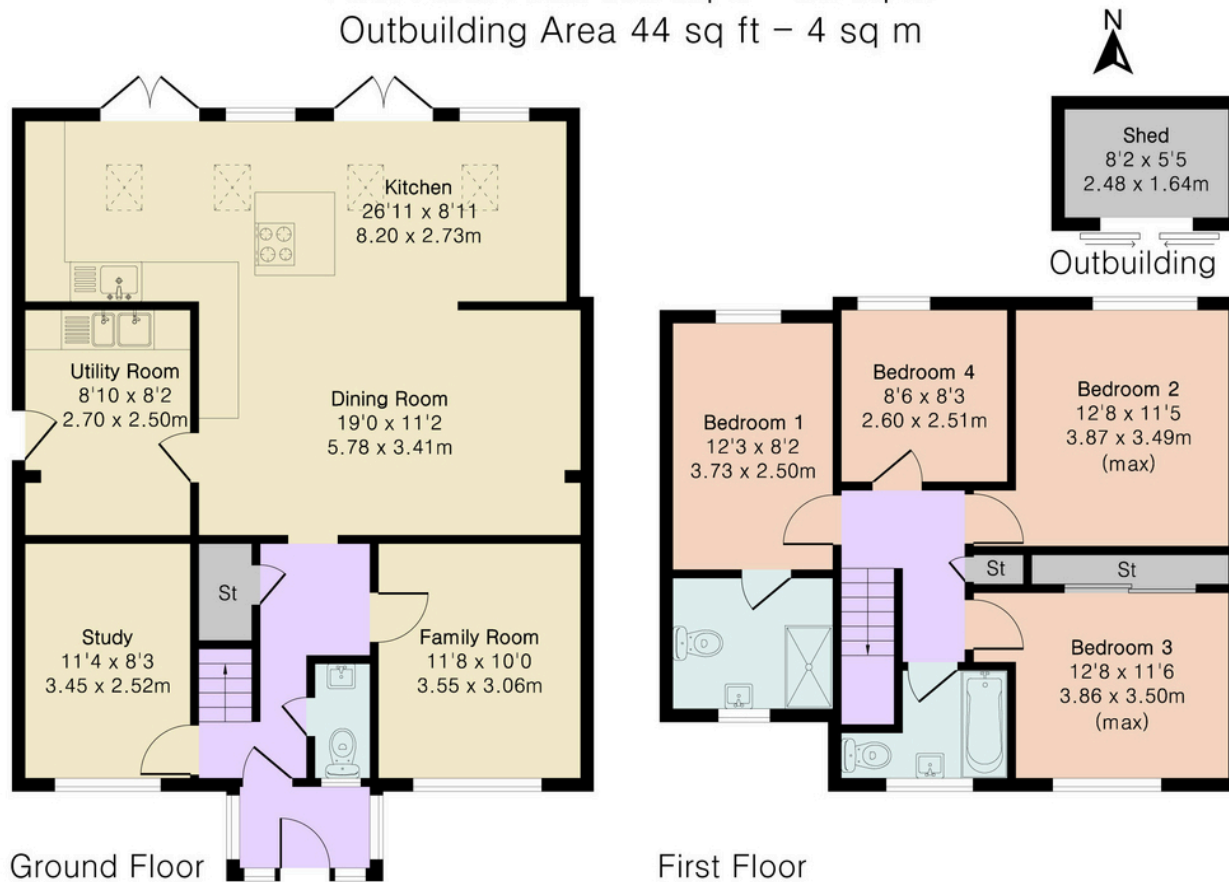 Outbuilding Area 44 sq ft – 4 sq m
N
Shed
8'2 x 5'5
2.48 x 1.64m
Outbuilding
Kitchen
26'11 x 8'11
8.20 x 2.73m
Utility Room
8'10 x 8'2
2.70 x 2.50m
Dining Room
19'0 x 11'2
5.78 x 3.41m
St
Study
11'4 x 8'3
3.45 x 2.52m
Family Room
11'8 x 10'0
3.55 x 3.06m
Ground Floor
Bedroom 1
12'3 x 8'2
3.73 x 2.50m
Bedroom 4
8'6 x 8'3
2.60 x 2.51m
Bedroom 2
12'8 x 11'5
3.87 x 3.49m
(max)
St
St
Bedroom 3
12'8 x 11'6
3.86 x 3.50m
(max)
First Floor